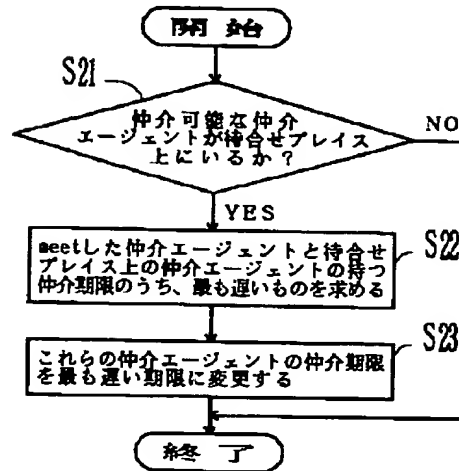 開始
S21
仲介可能な仲介
エージェントが待合せプレイス
上にいるか？
NO
YES
meetした仲介エージェントと待合せ
プレイス上の仲介エージェントの持つ
仲介期限のうち、最も遅いものを求める
S22
これらの仲介エージェントの仲介期限
を最も遅い期限に変更する
S23
終了